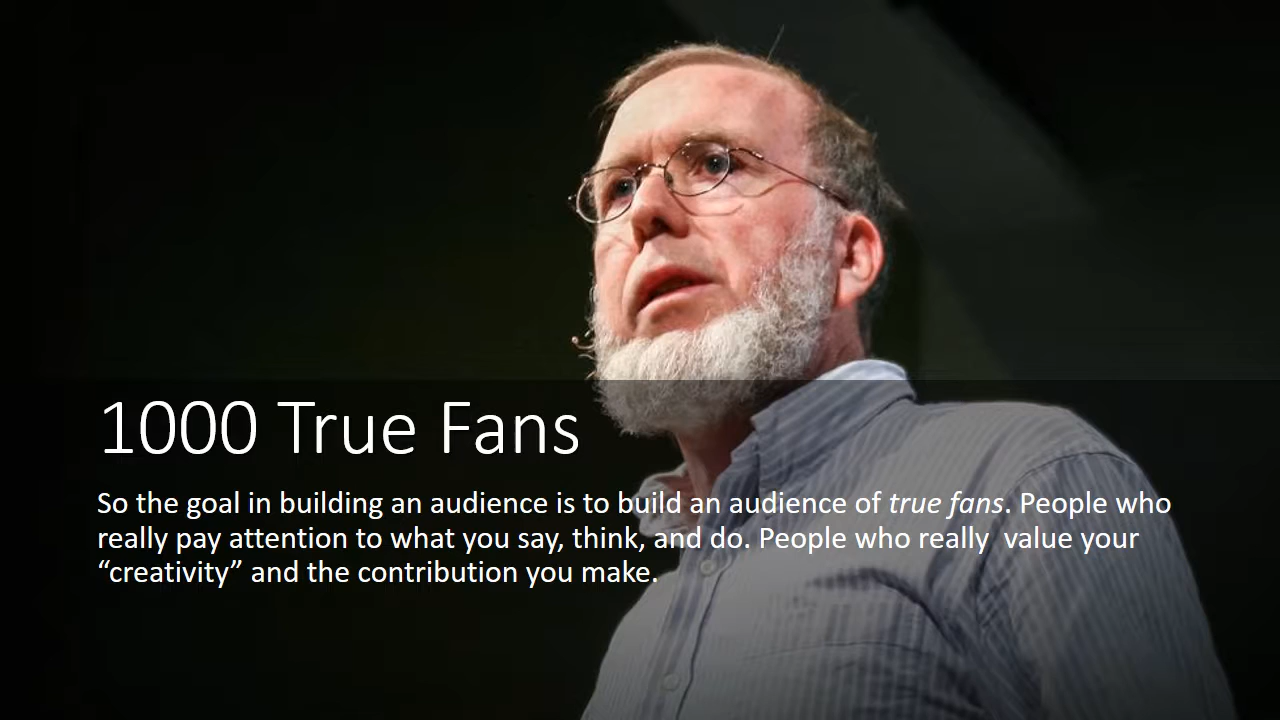 1000 True Fans
So the goal in building an audience is to build an audience of true fans. People who
really pay attention to what you say, think, and do. People who really  value your
“creativity” and the contribution you make.